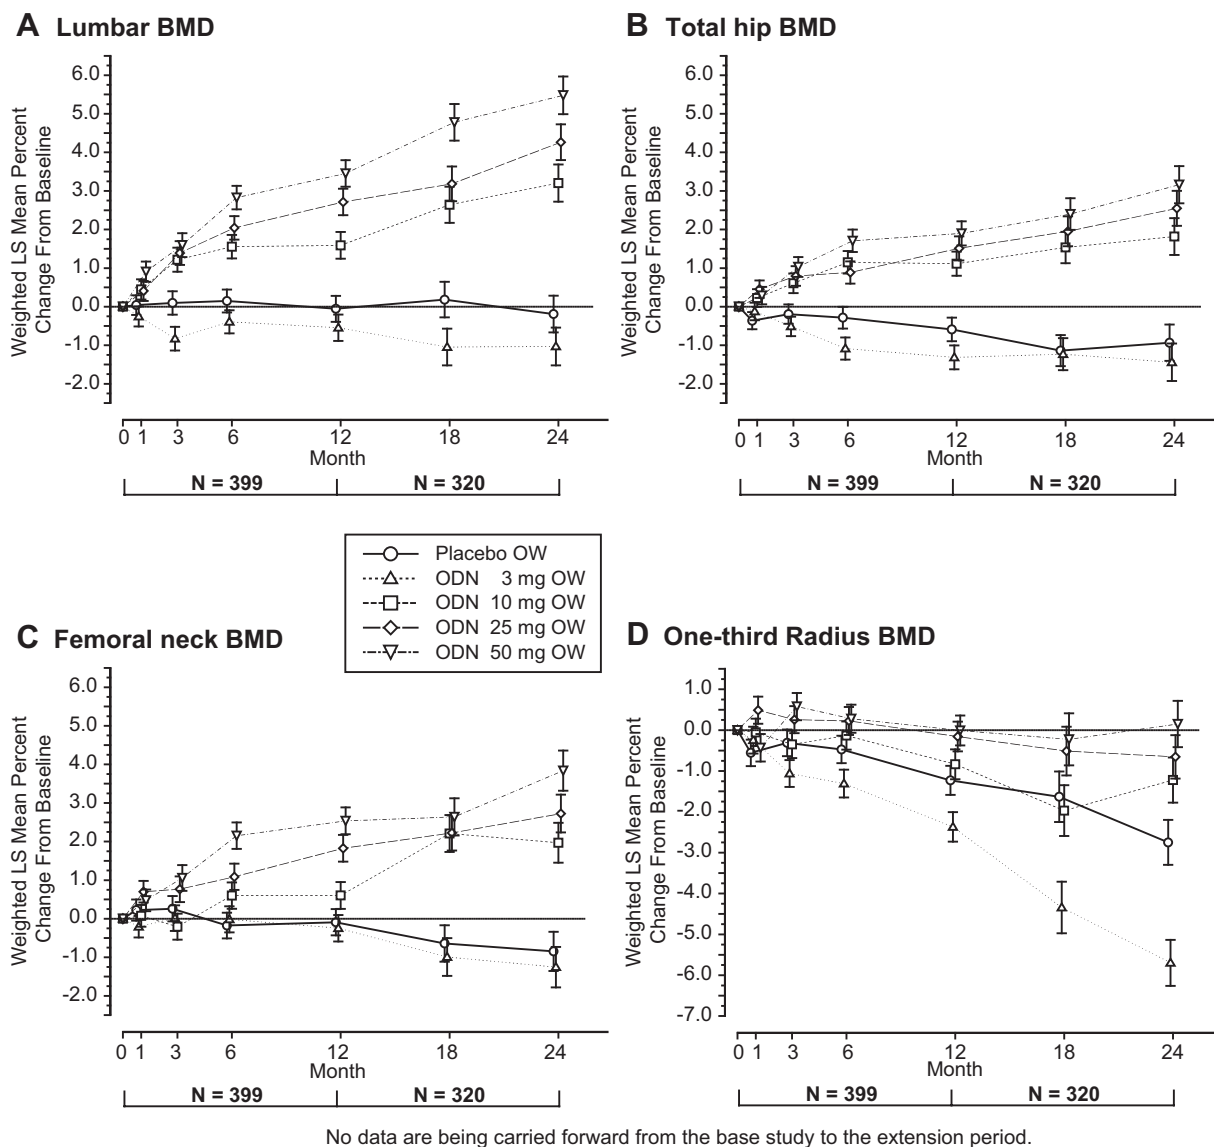 A Lumbar BMD
Weighted LS Mean Percent
Change From Baseline
6.0
5.0
4.0
3.0
2.0
1.0
0.0
-1.0
-2.0
0 1 3 6 12 18 24
Month
N = 399 N = 320
B Total hip BMD
Weighted LS Mean Percent
Change From Baseline
6.0
5.0
4.0
3.0
2.0
1.0
0.0
-1.0
-2.0
0 1 3 6 12 18 24
Month
N = 399 N = 320
Placebo OW
ODN 3 mg OW
ODN 10 mg OW
ODN 25 mg OW
ODN 50 mg OW
C Femoral neck BMD
Weighted LS Mean Percent
Change From Baseline
6.0
5.0
4.0
3.0
2.0
1.0
0.0
-1.0
-2.0
0 1 3 6 12 18 24
Month
N = 399 N = 320
D One-third Radius BMD
Weighted LS Mean Percent
Change From Baseline
1.0
0.0
-1.0
-2.0
-3.0
-4.0
-5.0
-6.0
-7.0
0 1 3 6 12 18 24
Month
N = 399 N = 320
No data are being carried forward from the base study to the extension period.